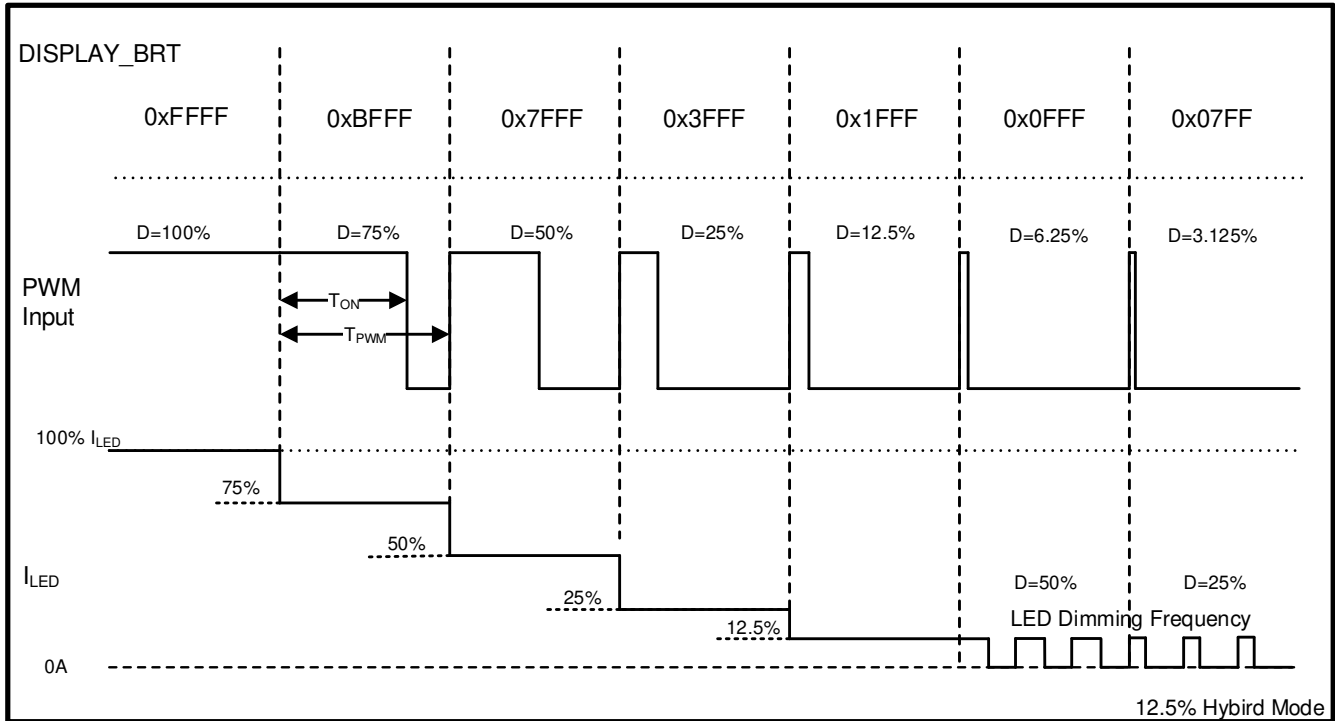 DISPLAY_BRT
0xFFFF 0xBFFF 0x7FFF 0x3FFF 0x1FFF 0x0FFF 0x07FF
D=100% D=75% D=50% D=25% D=12.5% D=6.25% D=3.125%
PWM
Input
TON
TPWM
100% ILED
75%
50%
ILED
25%
12.5%
D=50% D=25%
LED Dimming Frequency
0A
12.5% Hybird Mode